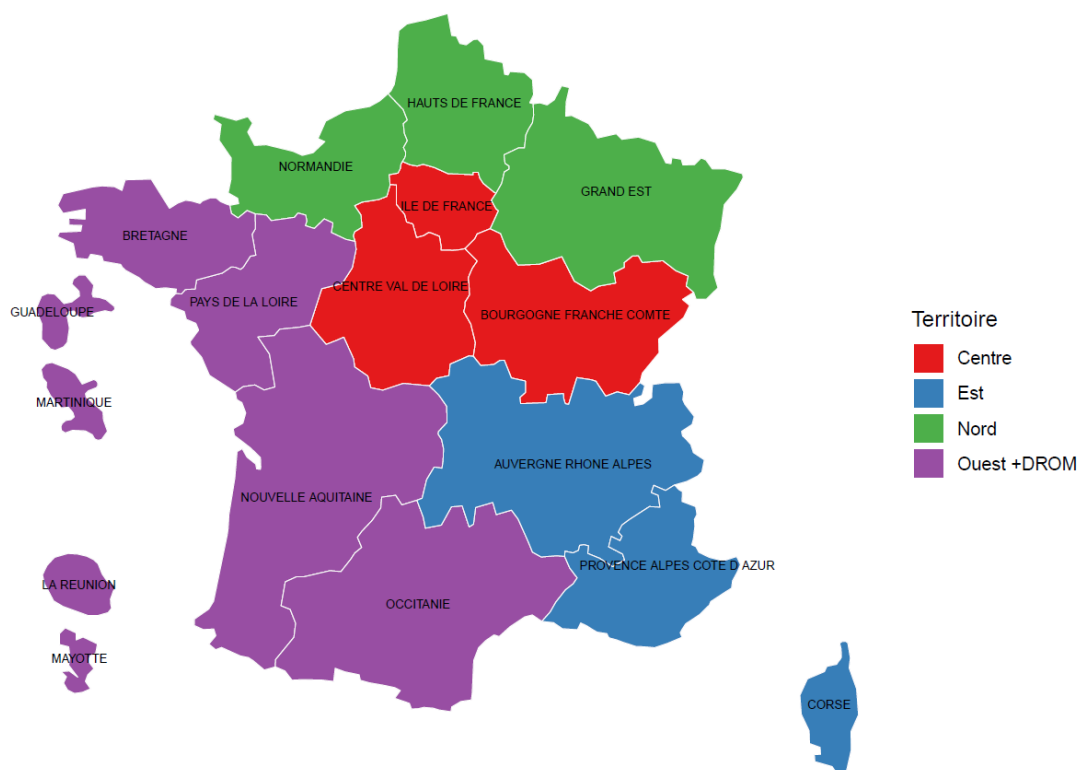 HAUTS DE FRANCE
NORMANDIE
GRAND EST
ILE DE FRANCE
BRETAGNE
CENTRE VAL DE LOIRE
PAYS DE LA LOIRE
GUADELOUPE
BOURGOGNE FRANCHE COMTE
MARTINIQUE
AUVERGNE RHONE ALPES
NOUVELLE AQUITAINE
PROVENCE ALPES COTE D AZUR
LA REUNION
OCCITANIE
MAYOTTE
CORSE
Territoire
Centre
Est
Nord
Ouest +DROM